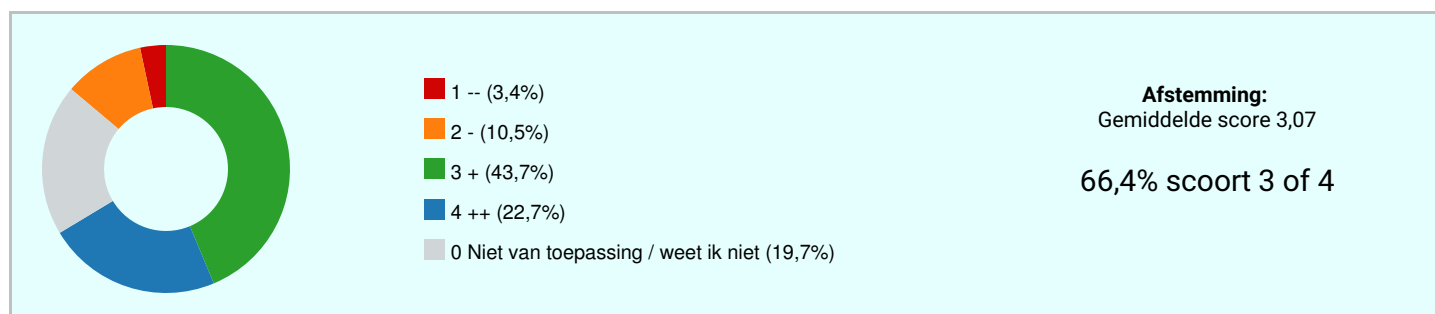 1 -- (3,4%)
2 - (10,5%)
3 + (43,7%)
4 ++ (22,7%)
0 Niet van toepassing / weet ik niet (19,7%)
Afstemming:
Gemiddelde score 3,07
66,4% scoort 3 of 4